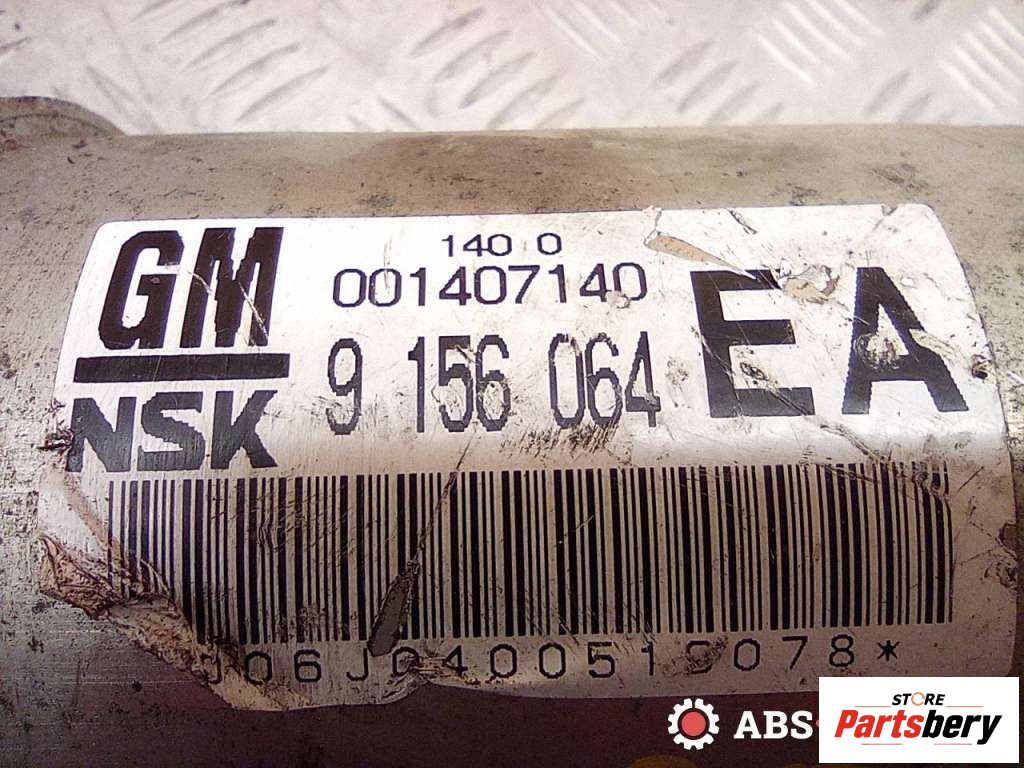 GM
140 0
001407140
EA
NSK
9 156 064
STORE
Partsbery
ABS-